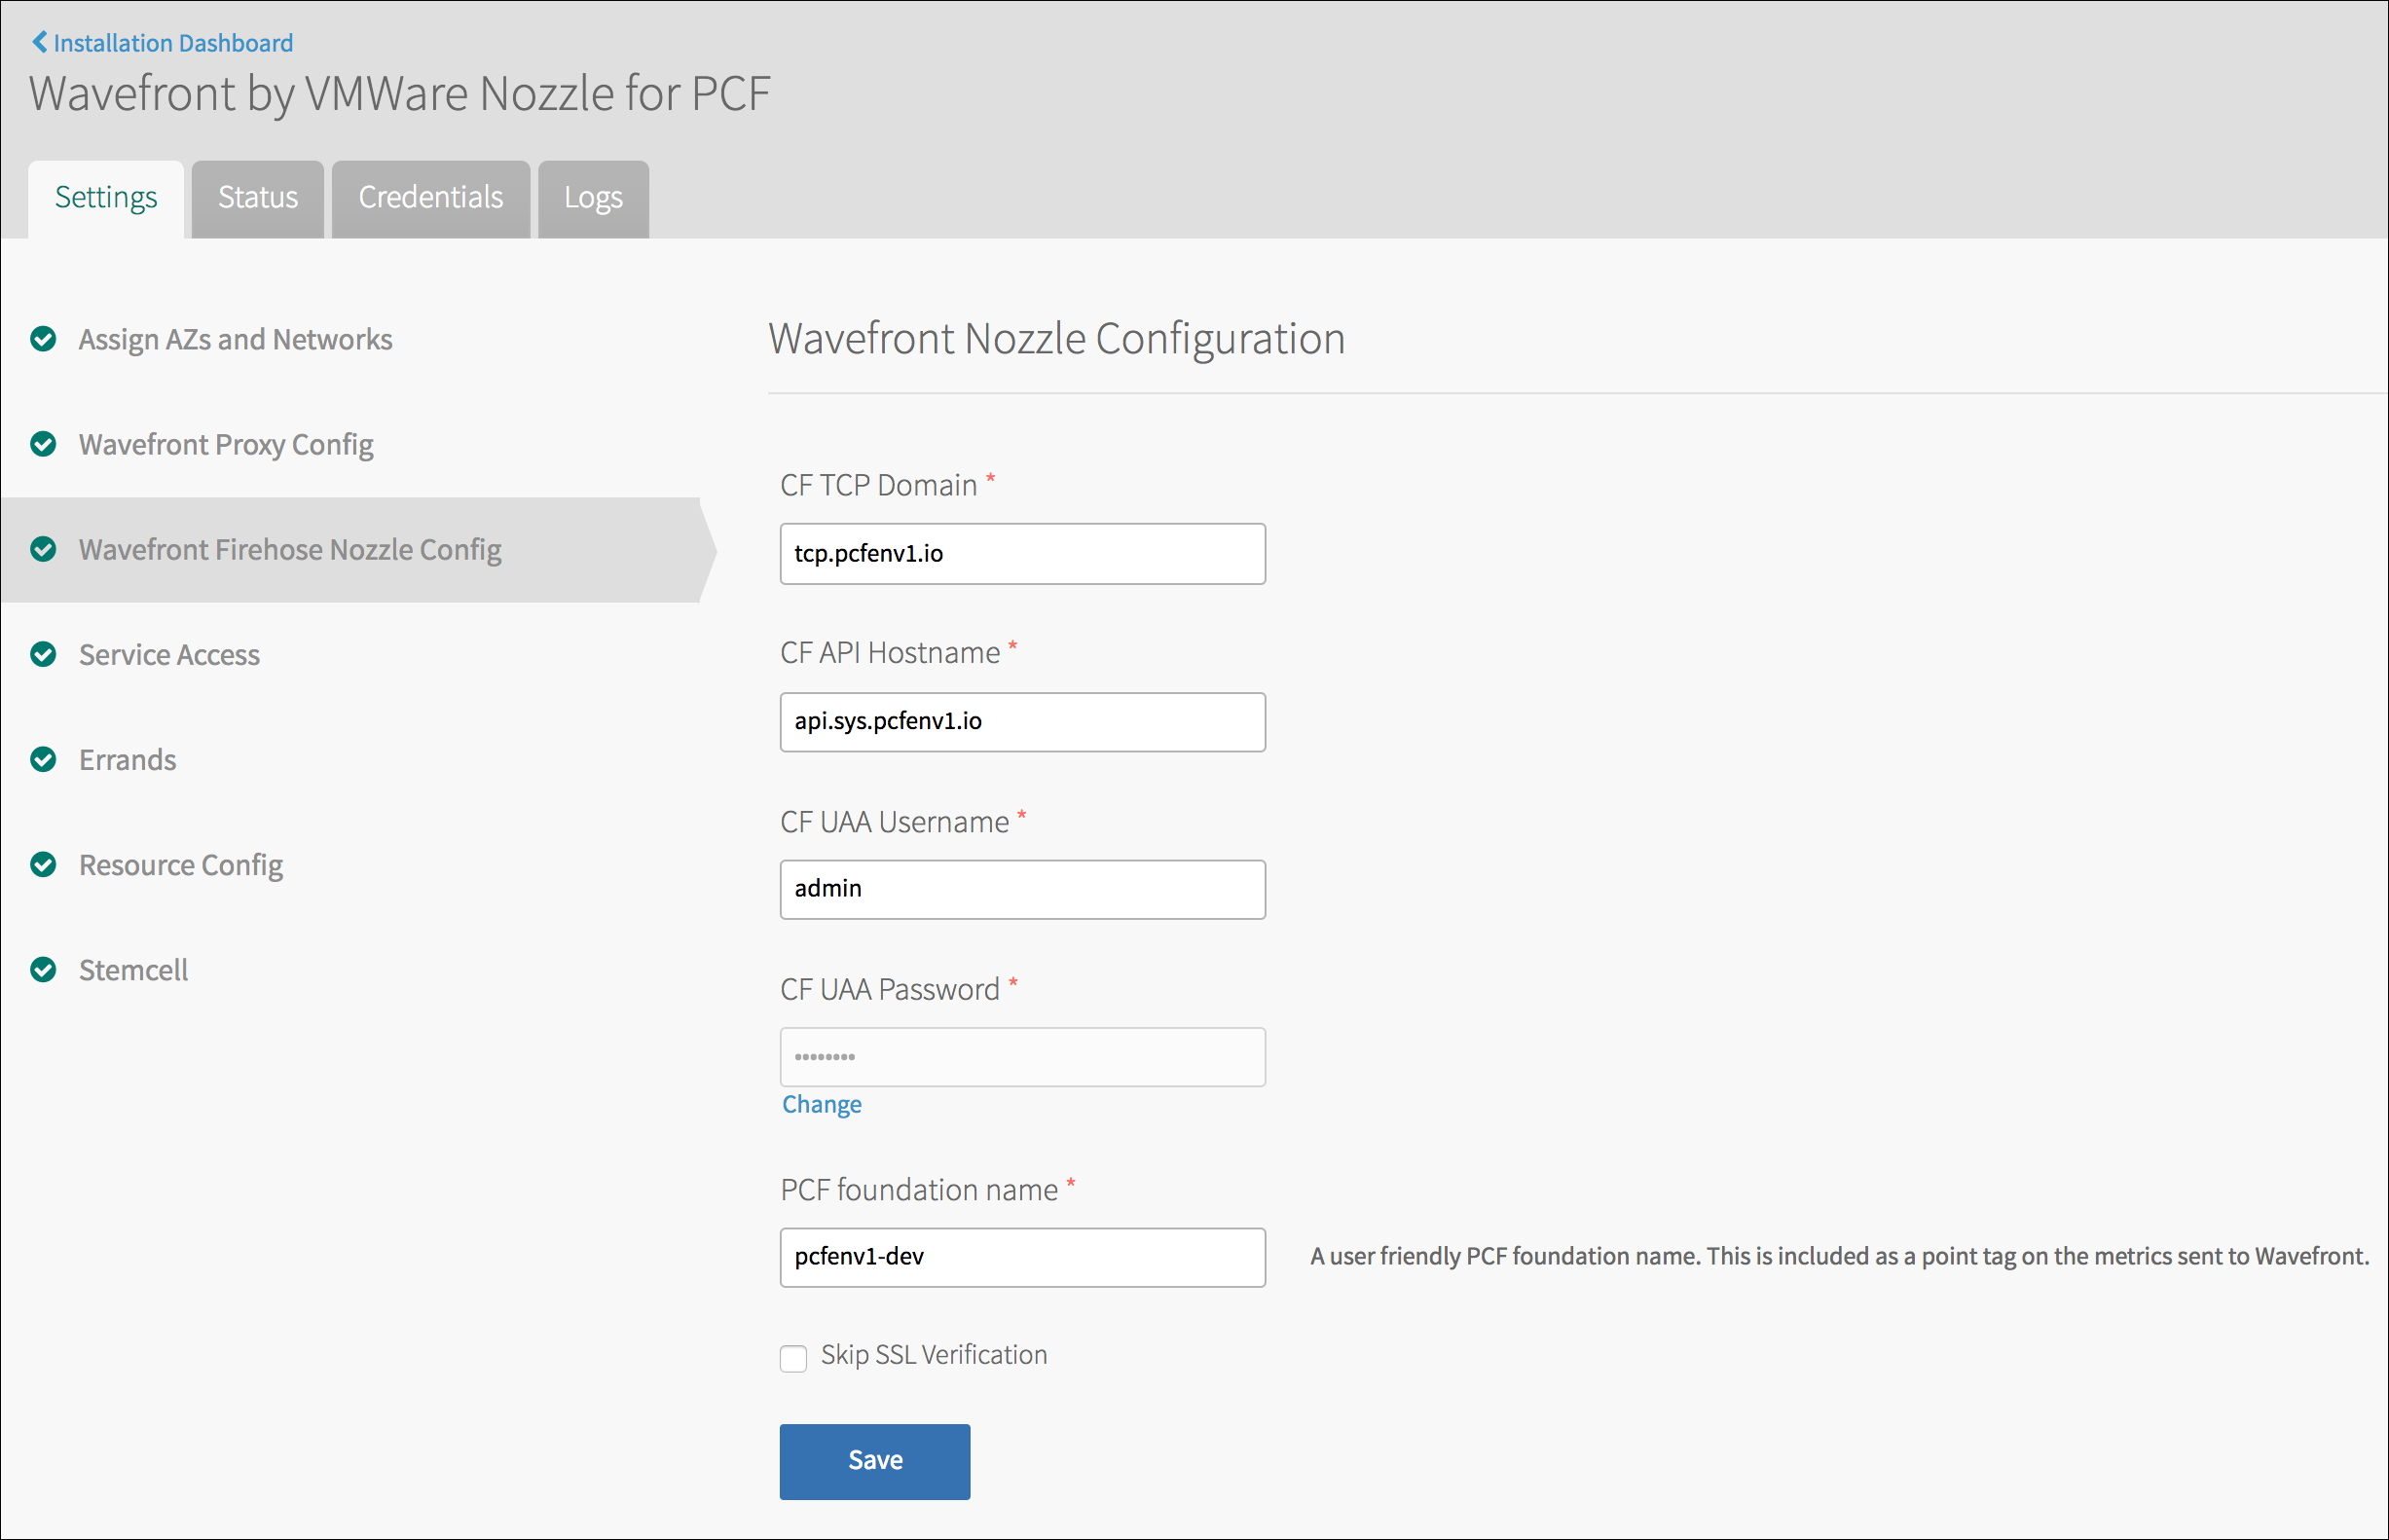 Installation Dashboard
Wavefront by VMWare Nozzle for PCF
Settings
Status
Credentials
Logs
Assign AZs and Networks
Wavefront Proxy Config
Wavefront Firehose Nozzle Config
Service Access
Errands
Resource Config
Stemcell
Wavefront Nozzle Configuration
CF TCP Domain *
tcp.pcfenv1.io
CF API Hostname *
api.sys.pcfenv1.io
CF UAA Username *
admin
CF UAA Password *
••••••••
Change
PCF foundation name *
pcfenv1-dev
A user friendly PCF foundation name. This is included as a point tag on the metrics sent to Wavefront.
Skip SSL Verification
Save